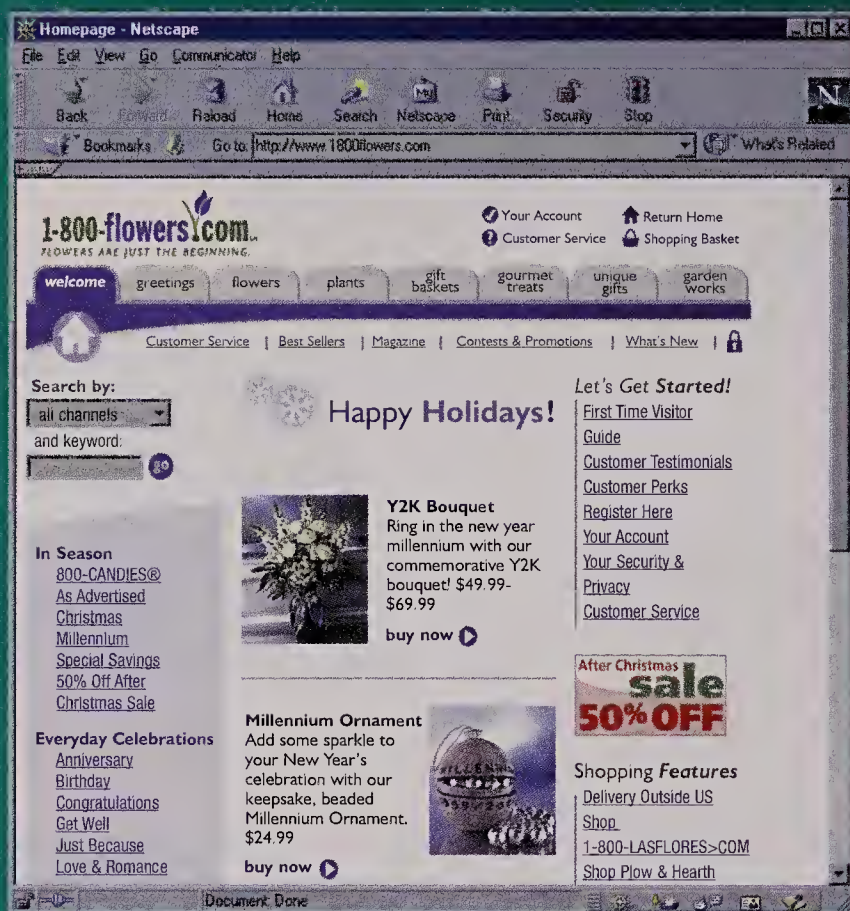 Homepage - Netscape
File Edit View Go Communicator Help
Back Forward Reload Home Search Netscape Print Security Stop
N
Bookmarks Go to: http://www.1800flowers.com What's Related
1-800-flowers.com
FLOWERS ARE JUST THE BEGINNING.
Your Account Return Home
Customer Service Shopping Basket
welcome greetings flowers plants gift baskets gourmet treats unique gifts garden works
Customer Service | Best Sellers | Magazine | Contests & Promotions | What's New |
Search by:
all channels
and keyword:
go
In Season
800-CANDIES®
As Advertised
Christmas
Millennium
Special Savings
50% Off After
Christmas Sale
Everyday Celebrations
Anniversary
Birthday
Congratulations
Get Well
Just Because
Love & Romance
Happy Holidays!
Y2K Bouquet
Ring in the new year
millennium with our
commemorative Y2K
bouquet! $49.99-
$69.99
buy now
Millennium Ornament
Add some sparkle to
your New Year's
celebration with our
keepsake, beaded
Millennium Ornament.
$24.99
buy now
Let's Get Started!
First Time Visitor
Guide
Customer Testimonials
Customer Perks
Register Here
Your Account
Your Security &
Privacy
Customer Service
After Christmas
sale
50% OFF
Shopping Features
Delivery Outside US
Shop
1-800-LASFLORES>COM
Shop Plow & Hearth
Document: Done